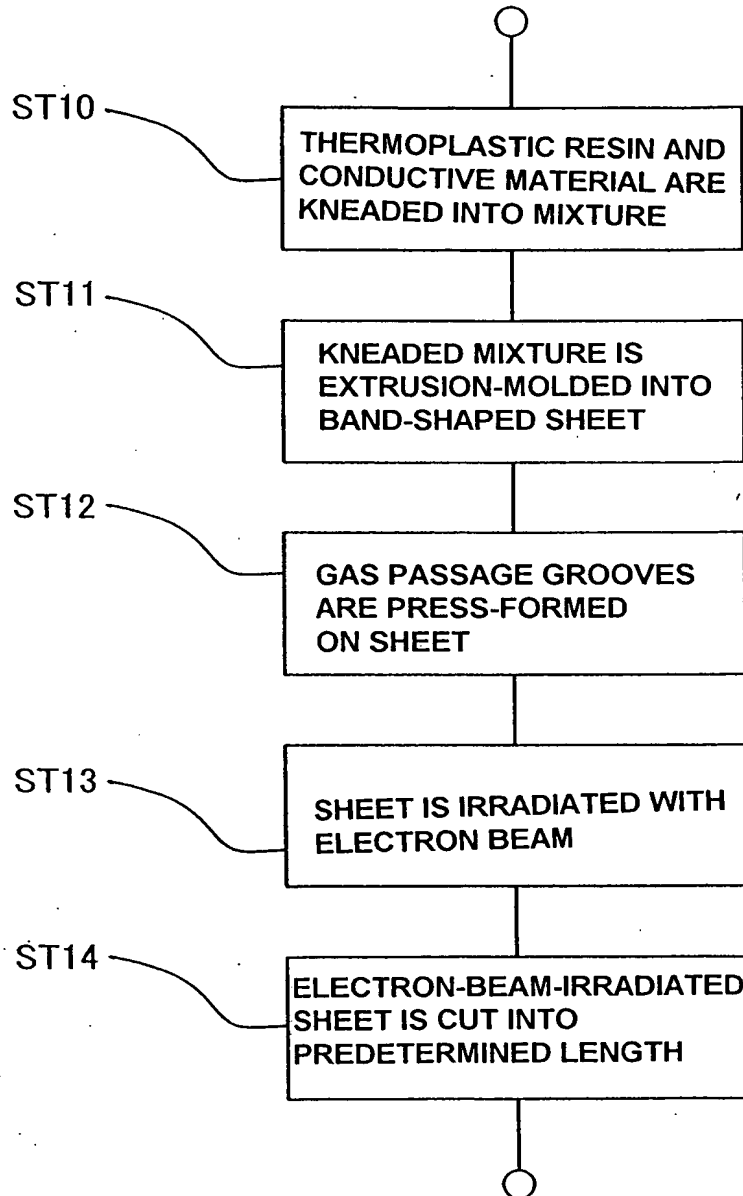 ST10
THERMOPLASTIC RESIN AND
CONDUCTIVE MATERIAL ARE
KNEADED INTO MIXTURE
ST11
KNEADED MIXTURE IS
EXTRUSION-MOLDED INTO
BAND-SHAPED SHEET
ST12
GAS PASSAGE GROOVES
ARE PRESS-FORMED
ON SHEET
ST13
SHEET IS IRRADIATED WITH
ELECTRON BEAM
ST14
ELECTRON-BEAM-IRRADIATED
SHEET IS CUT INTO
PREDETERMINED LENGTH